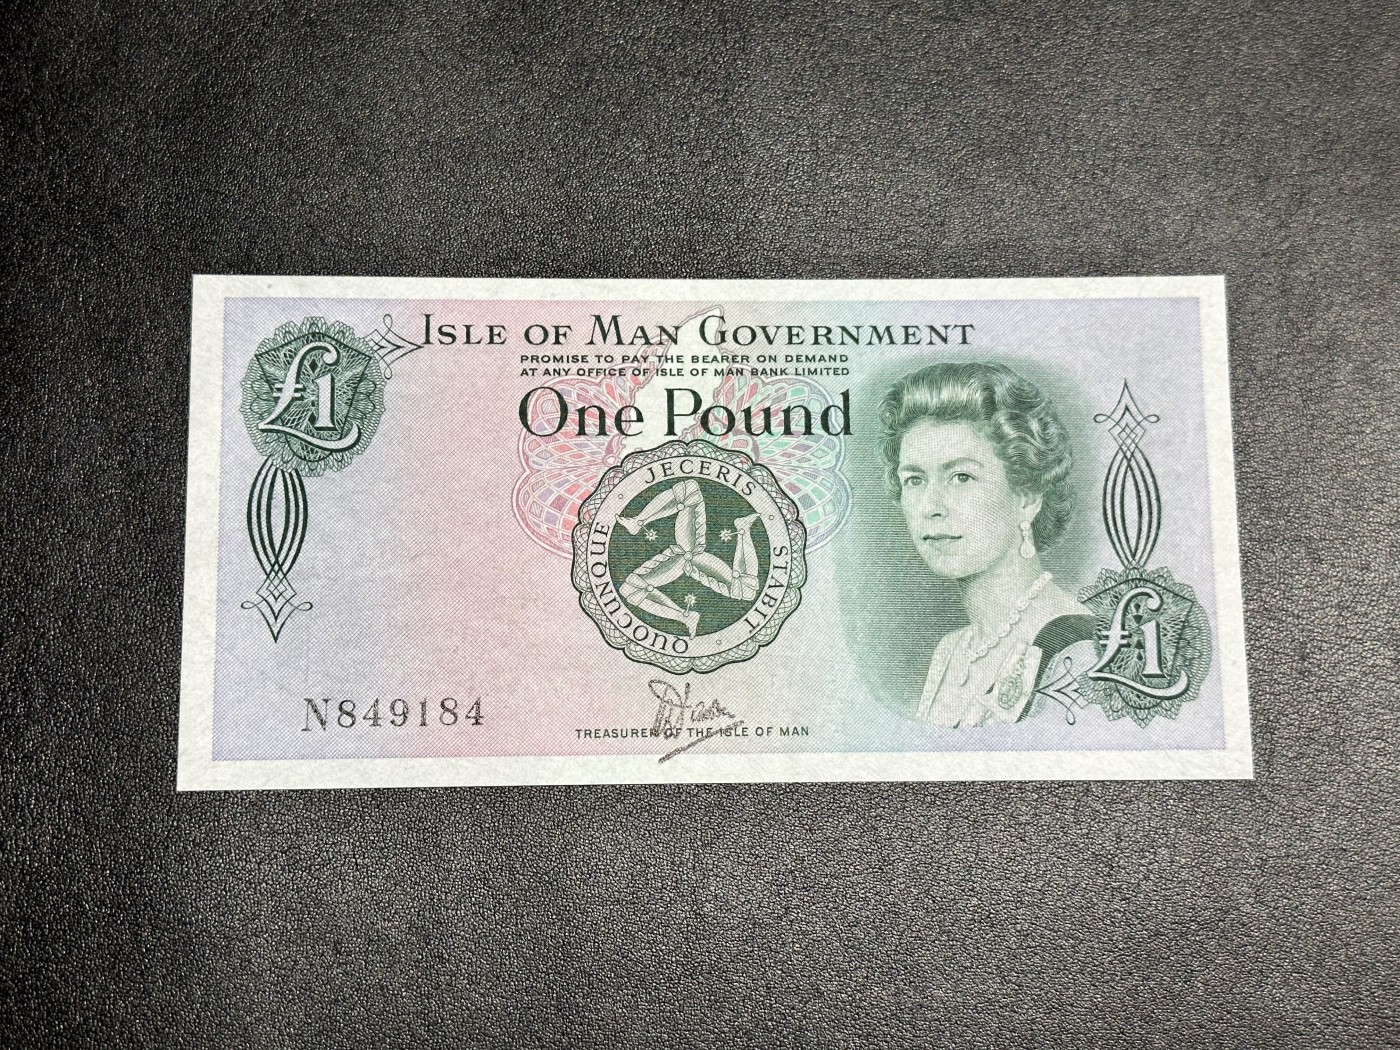 £1
ISLE OF MAN GOVERNMENT
PROMISE TO PAY THE BEARER ON DEMAND
AT ANY OFFICE OF ISLE OF MAN BANK LIMITED
One Pound
QUOCUNQUE JECERIS STABIT
£1
N849184
TREASURER OF THE ISLE OF MAN